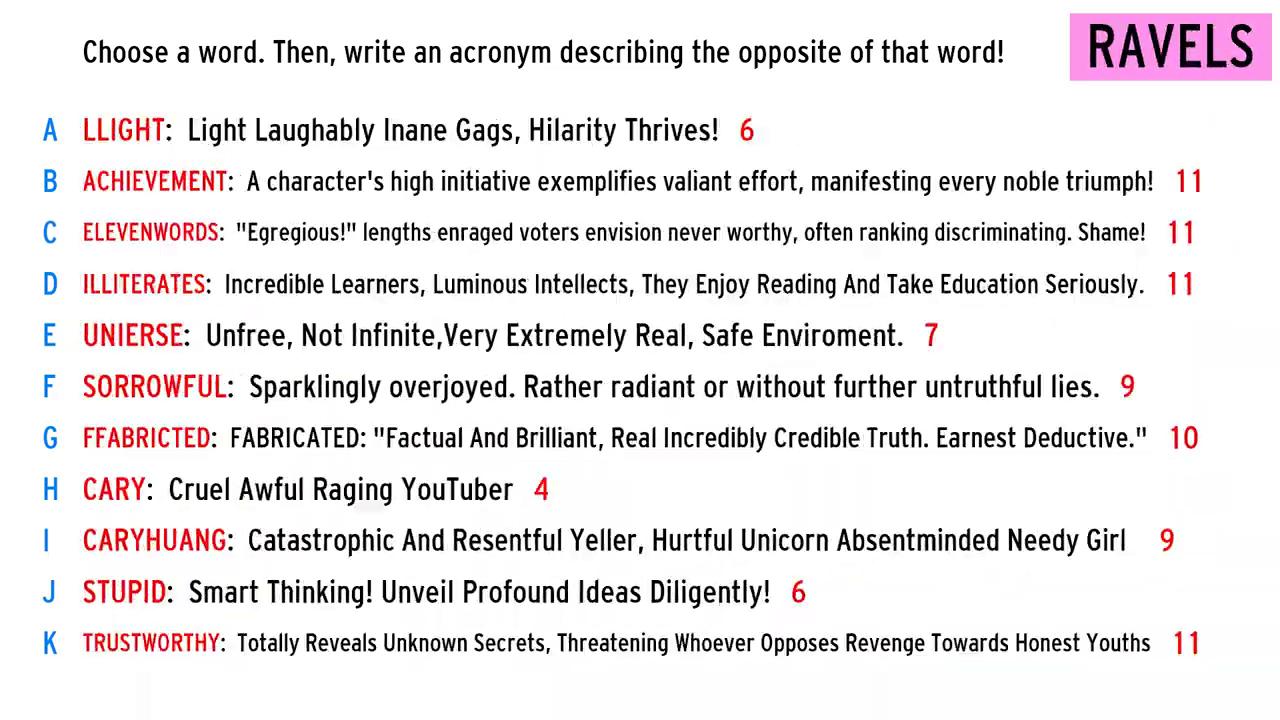 Choose a word. Then, write an acronym describing the opposite of that word!
RAVELS
A LLIGHT: Light Laughably Inane Gags, Hilarity Thrives! 6
B ACHIEVEMENT: A character's high initiative exemplifies valiant effort, manifesting every noble triumph! 11
C ELEVENWORDS: "Egregious!" lengths enraged voters envision never worthy, often ranking discriminating. Shame! 11
D ILLITERATES: Incredible Learners, Luminous Intellects, They Enjoy Reading And Take Education Seriously. 11
E UNIERSE: Unfree, Not Infinite,Very Extremely Real, Safe Enviroment. 7
F SORROWFUL: Sparklingly overjoyed. Rather radiant or without further untruthful lies. 9
G FFABRICTED: FABRICATED: "Factual And Brilliant, Real Incredibly Credible Truth. Earnest Deductive." 10
H CARY: Cruel Awful Raging YouTuber 4
I CARYHUANG: Catastrophic And Resentful Yeller, Hurtful Unicorn Absentminded Needy Girl 9
J STUPID: Smart Thinking! Unveil Profound Ideas Diligently! 6
K TRUSTWORTHY: Totally Reveals Unknown Secrets, Threatening Whoever Opposes Revenge Towards Honest Youths 11